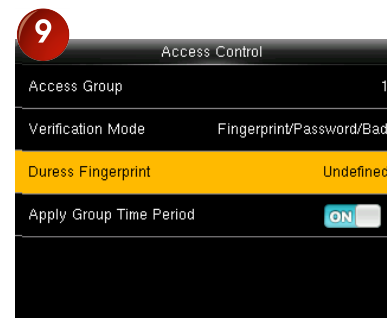 9
Access Control
Access Group 1
Verification Mode Fingerprint/Password/Bad
Duress Fingerprint Undefined
Apply Group Time Period ON